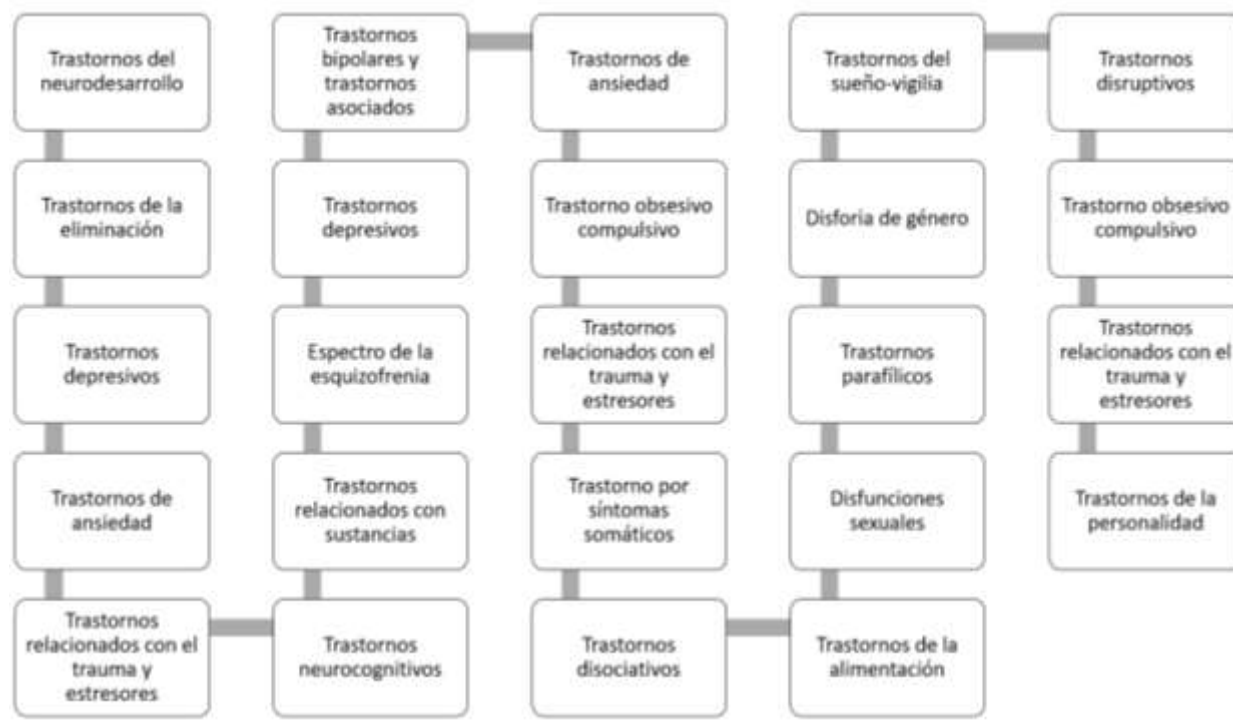 Trastornos del
neurodesarrollo
Trastornos de la
eliminación
Trastornos
depresivos
Trastornos de
ansiedad
Trastornos
relacionados con el
trauma y
estresores
Trastornos
neurocognitivos
Trastornos
relacionados con
sustancias
Espectro de la
esquizofrenia
Trastornos
depresivos
Trastornos
bipolares y
trastornos
asociados
Trastornos de
ansiedad
Trastorno obsesivo
compulsivo
Trastornos
relacionados con el
trauma y
estresores
Trastorno por
síntomas
somáticos
Trastornos
disociativos
Trastornos de la
alimentación
Disfunciones
sexuales
Trastornos
parafílicos
Disforia de género
Trastornos del
sueño-vigilia
Trastornos
disruptivos
Trastorno obsesivo
compulsivo
Trastornos
relacionados con el
trauma y
estresores
Trastornos de la
personalidad